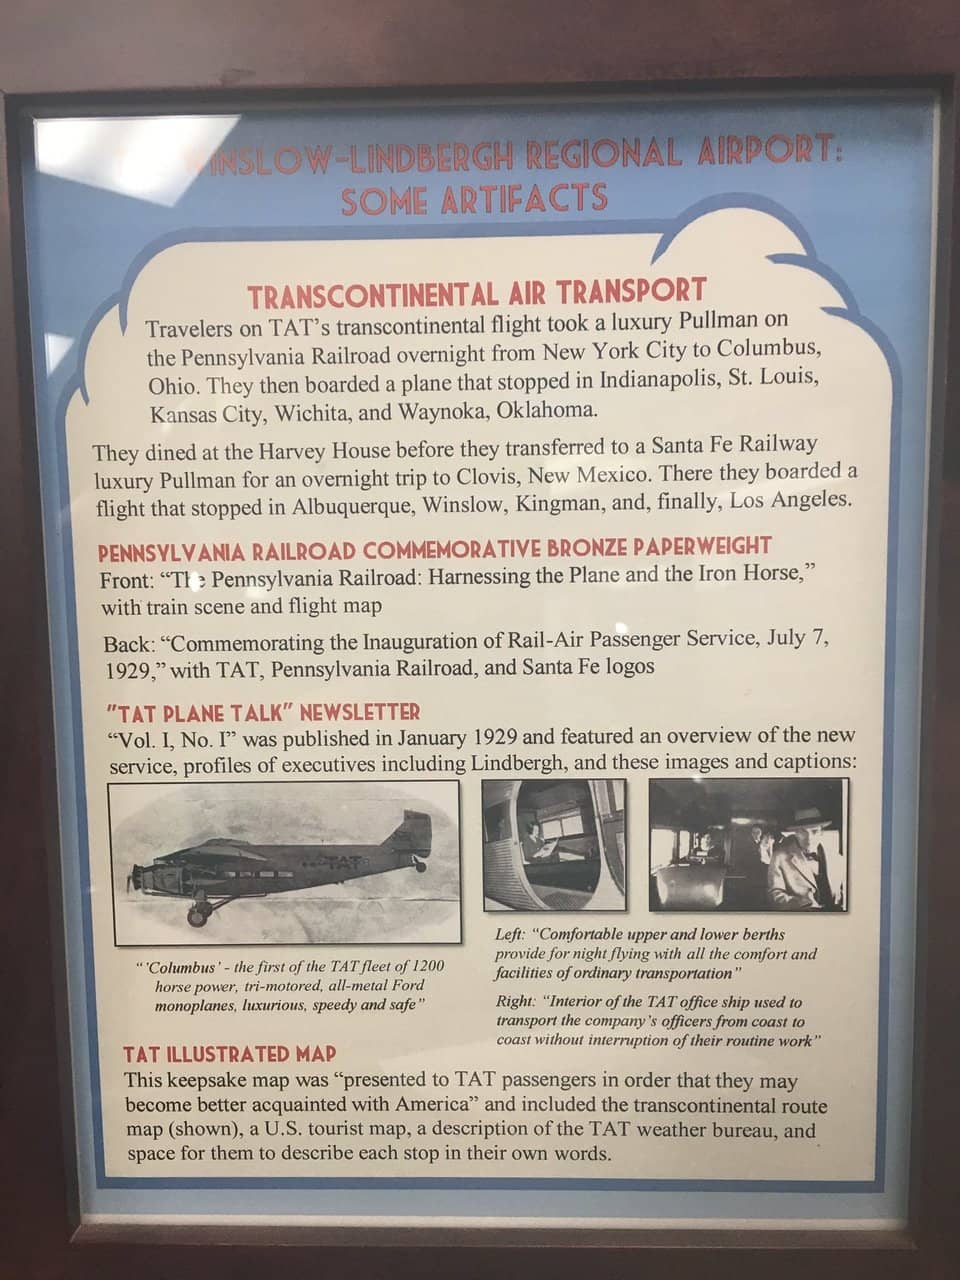 WINSLOW-LINDBERGH REGIONAL AIRPORT:
SOME ARTIFACTS
TRANSCONTINENTAL AIR TRANSPORT
Travelers on TAT's transcontinental flight took a luxury Pullman on
the Pennsylvania Railroad overnight from New York City to Columbus,
Ohio. They then boarded a plane that stopped in Indianapolis, St. Louis,
Kansas City, Wichita, and Waynoka, Oklahoma.
They dined at the Harvey House before they transferred to a Santa Fe Railway
luxury Pullman for an overnight trip to Clovis, New Mexico. There they boarded a
flight that stopped in Albuquerque, Winslow, Kingman, and, finally, Los Angeles.
PENNSYLVANIA RAILROAD COMMEMORATIVE BRONZE PAPERWEIGHT
Front: “The Pennsylvania Railroad: Harnessing the Plane and the Iron Horse,”
with train scene and flight map
Back: “Commemorating the Inauguration of Rail-Air Passenger Service, July 7,
1929,” with TAT, Pennsylvania Railroad, and Santa Fe logos
"TAT PLANE TALK" NEWSLETTER
“Vol. I, No. I” was published in January 1929 and featured an overview of the new
service, profiles of executives including Lindbergh, and these images and captions:
TAT
“'Columbus' - the first of the TAT fleet of 1200
horse power, tri-motored, all-metal Ford
monoplanes, luxurious, speedy and safe”
Left: “Comfortable upper and lower berths
provide for night flying with all the comfort and
facilities of ordinary transportation”
Right: “Interior of the TAT office ship used to
transport the company's officers from coast to
coast without interruption of their routine work”
TAT ILLUSTRATED MAP
This keepsake map was “presented to TAT passengers in order that they may
become better acquainted with America” and included the transcontinental route
map (shown), a U.S. tourist map, a description of the TAT weather bureau, and
space for them to describe each stop in their own words.